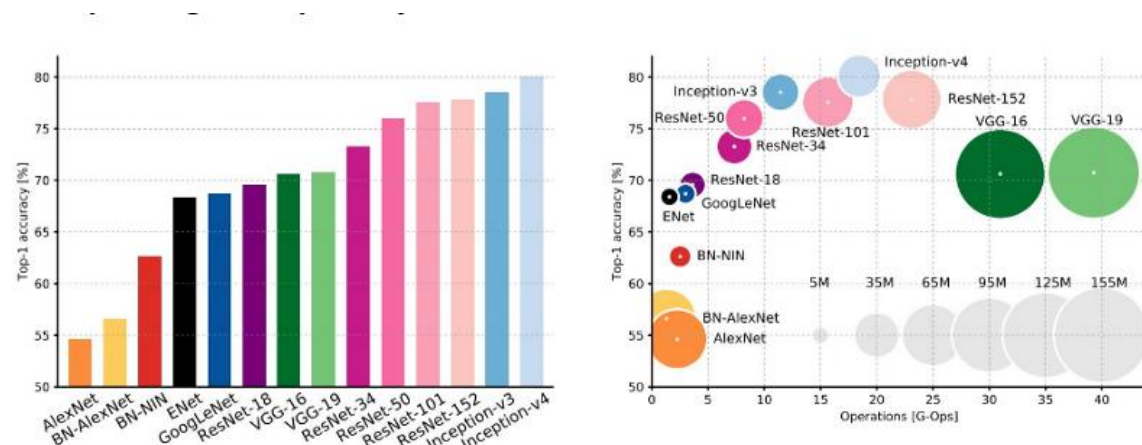 80
75
70
65
60
55
50
Top-1 accuracy [%]
AlexNet
BN-AlexNet
BN-NIN
ENet
GoogLeNet
ResNet-18
VGG-16
VGG-19
ResNet-34
ResNet-50
ResNet-101
ResNet-152
Inception-v3
Inception-v4
80
75
70
65
60
55
50
Top-1 accuracy [%]
Inception-v4
Inception-v3
ResNet-152
ResNet-50
VGG-16
VGG-19
ResNet-101
ResNet-34
ResNet-18
GoogLeNet
ENet
BN-NIN
5M 35M 65M 95M 125M 155M
BN-AlexNet
AlexNet
0 5 10 15 20 25 30 35 40
Operations [G-Ops]